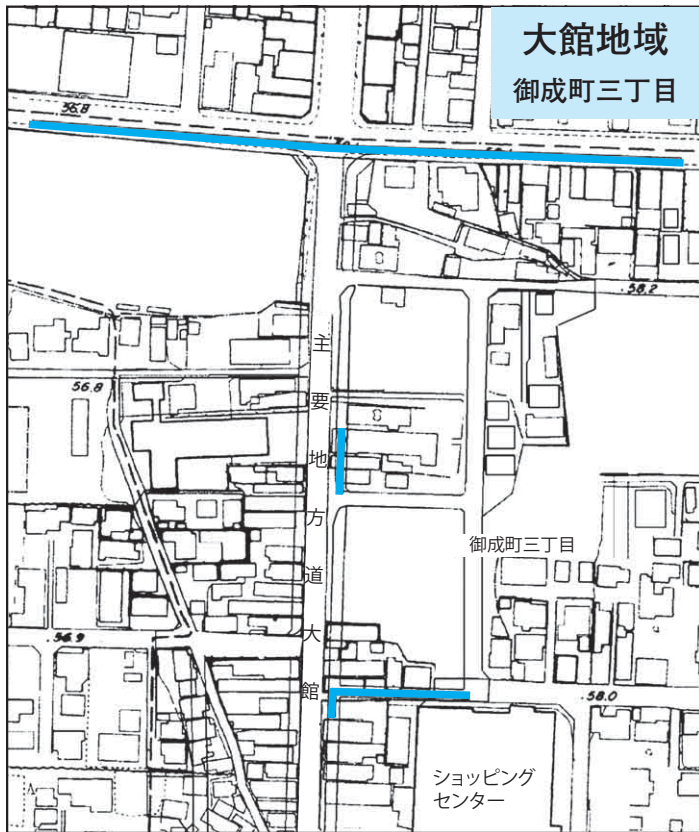 大館地域
御成町三丁目
56.8
58.2
主要地方道大館
56.8
御成町三丁目
56.9
58.0
ショッピング
センター